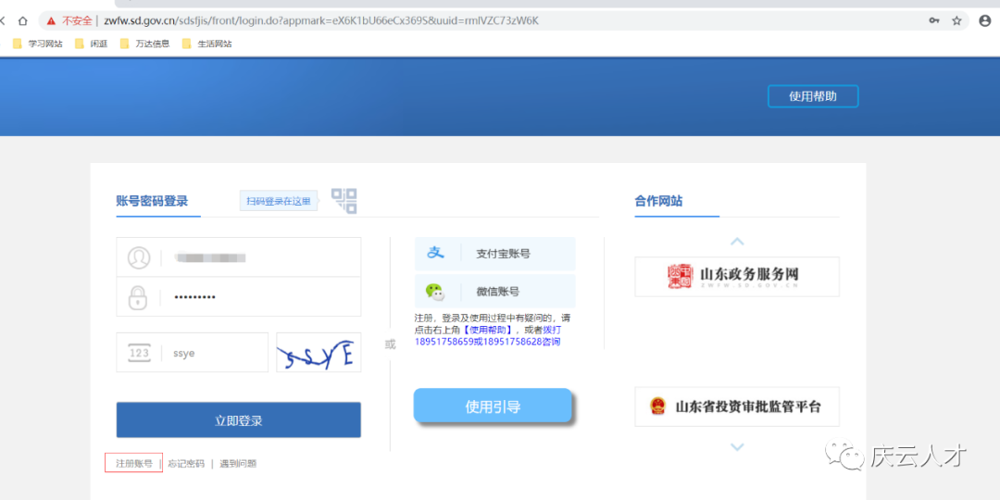 不安全 | zwfw.sd.gov.cn/sdsfjis/front/login.do?appmark=eX6K1bU66eCx369S&uuid=rmlVZC73zW6K
学习网站 闲逛 万达信息 生活网站
使用帮助
账号密码登录
扫码登录在这里
合作网站
支付宝账号
微信账号
山东政务服务网
ZWFW.SD.GOV.CN
•••••••••
注册，登录及使用过程中有疑问的，请
点击右上角【使用帮助】，或者拨打
18951758659或18951758628咨询
123 ssye
SSYE
或
使用引导
山东省投资审批监管平台
立即登录
注册账号 | 忘记密码 | 遇到问题
庆云人才